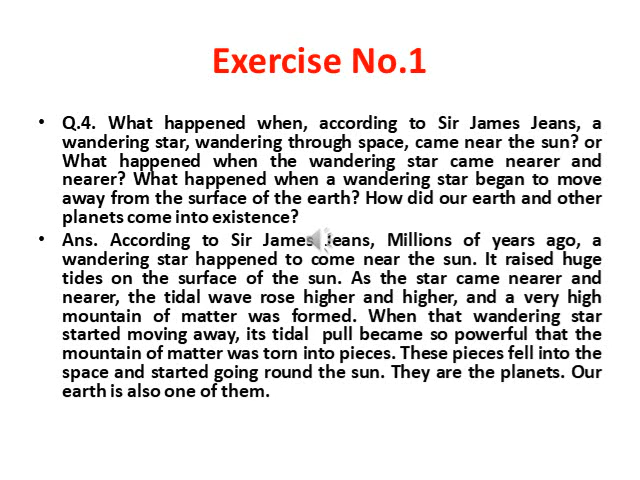 Exercise No.1
• Q.4. What happened when, according to Sir James Jeans, a
wandering star, wandering through space, came near the sun? or
What happened when the wandering star came nearer and
nearer? What happened when a wandering star began to move
away from the surface of the earth? How did our earth and other
planets come into existence?
• Ans. According to Sir James Jeans, Millions of years ago, a
wandering star happened to come near the sun. It raised huge
tides on the surface of the sun. As the star came nearer and
nearer, the tidal wave rose higher and higher, and a very high
mountain of matter was formed. When that wandering star
started moving away, its tidal pull became so powerful that the
mountain of matter was torn into pieces. These pieces fell into the
space and started going round the sun. They are the planets. Our
earth is also one of them.